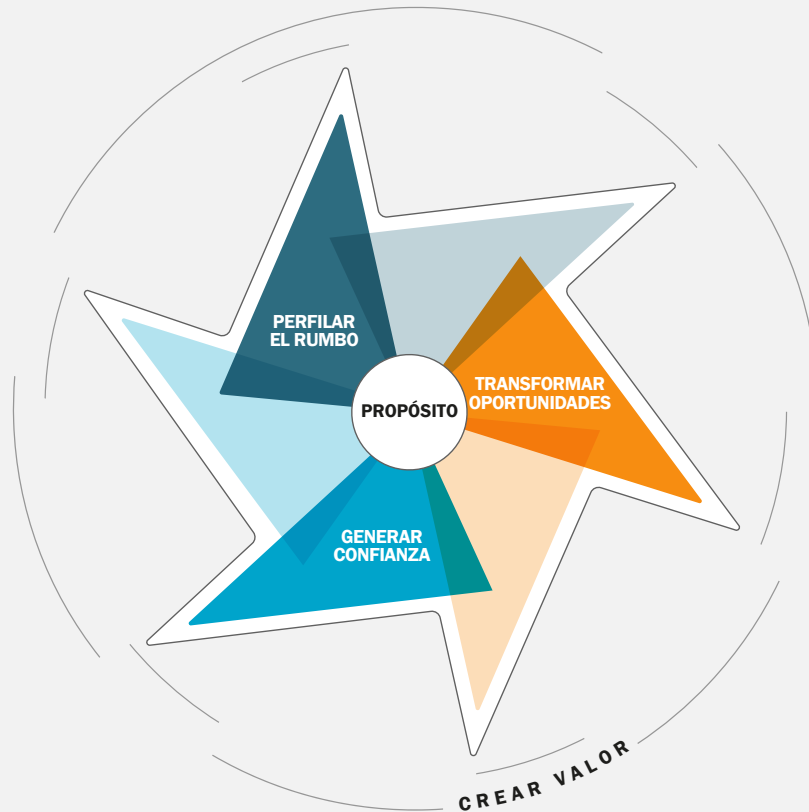 PERFILAR
EL RUMBO
TRANSFORMAR
OPORTUNIDADES
PROPÓSITO
GENERAR
CONFIANZA
CREAR VALOR